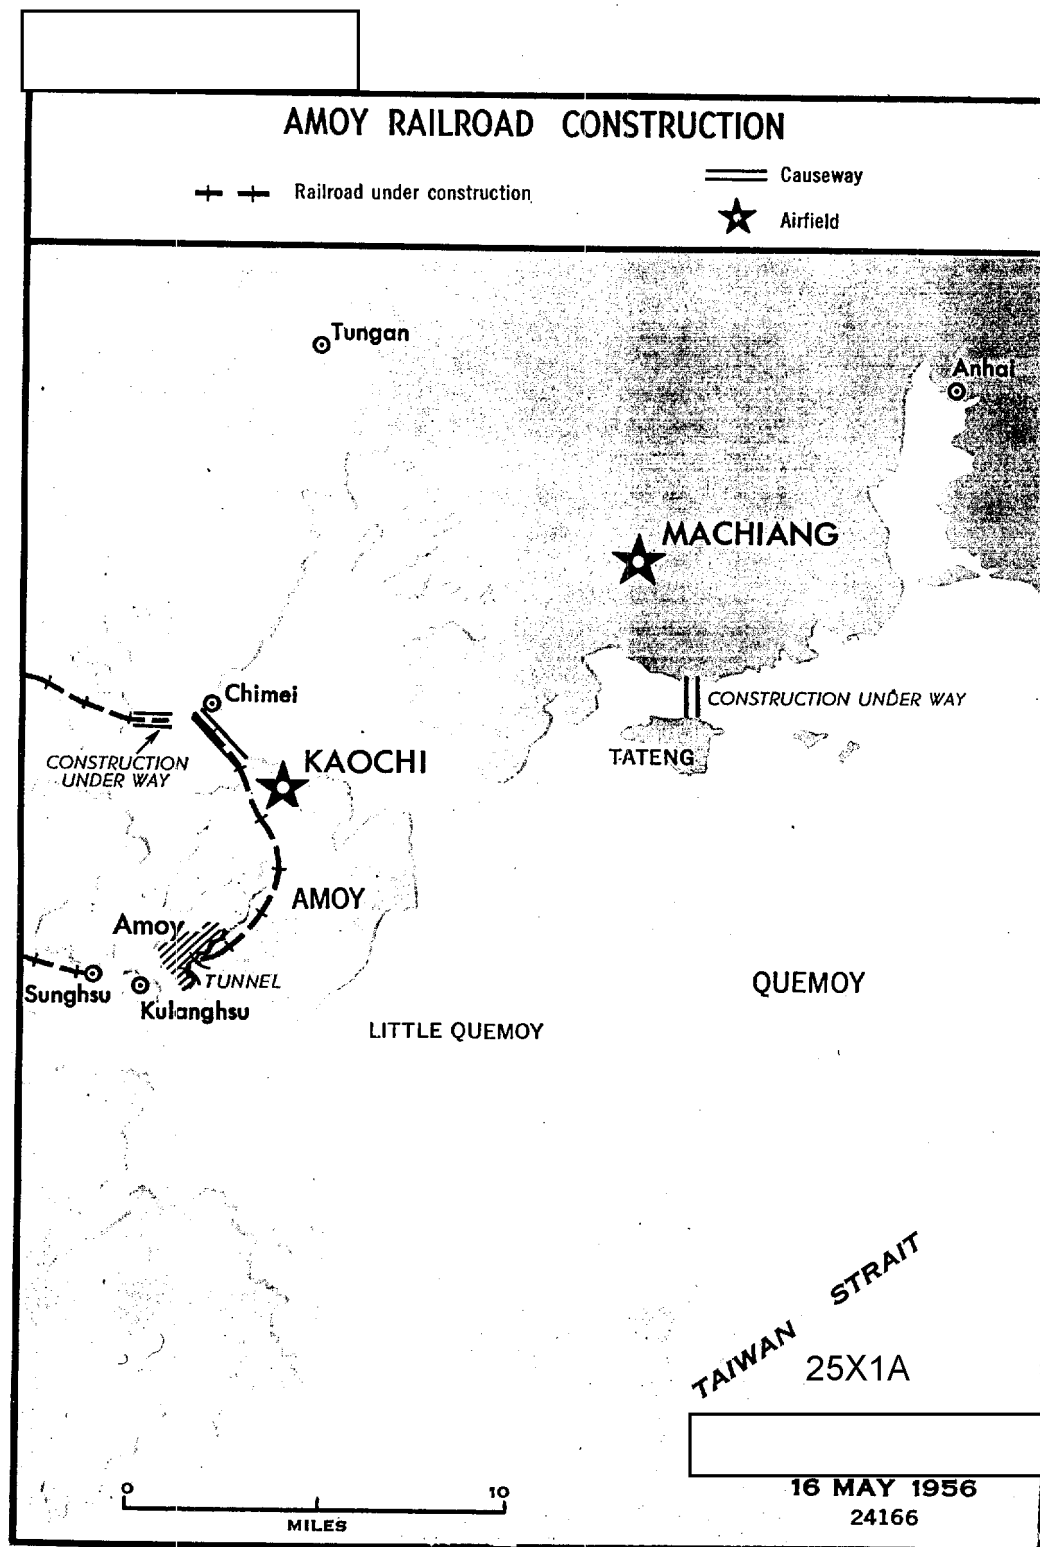 AMOY RAILROAD CONSTRUCTION
Railroad under construction
Causeway
Airfield
Tungan
Anhai
MACHIANG
Chimei
CONSTRUCTION UNDER WAY
CONSTRUCTION
UNDER WAY
KAOCHI
TATENG
AMOY
Amoy
TUNNEL
Sunghsu
Kulanghsu
QUEMOY
LITTLE QUEMOY
TAIWAN STRAIT
25X1A
0 10
MILES
16 MAY 1956
24166